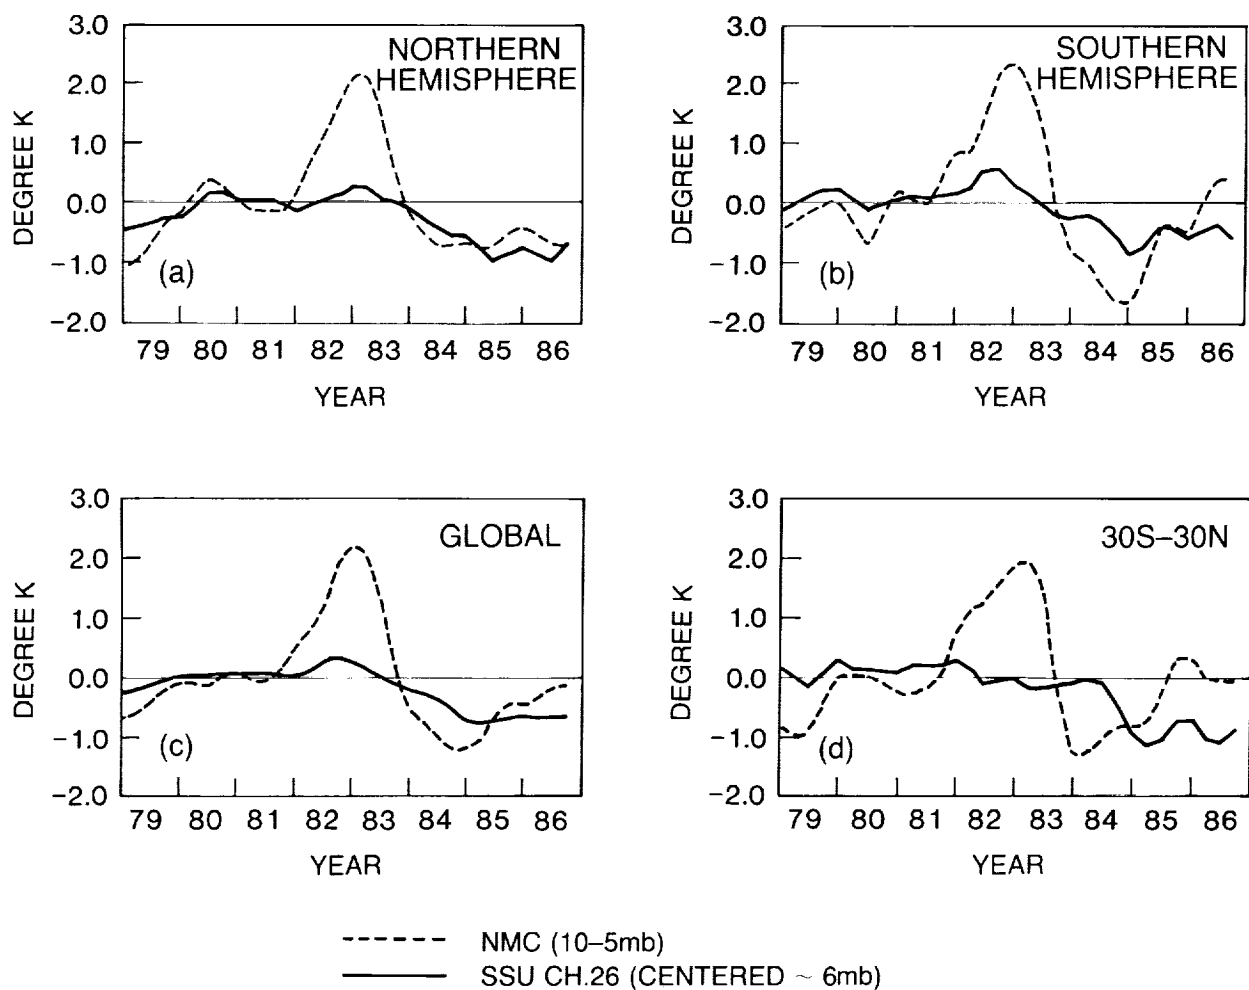 3.0
2.0
1.0
0.0
−1.0
−2.0
DEGREE K
NORTHERN
HEMISPHERE
(a)
79 80 81 82 83 84 85 86
YEAR
3.0
2.0
1.0
0.0
−1.0
−2.0
DEGREE K
SOUTHERN
HEMISPHERE
(b)
79 80 81 82 83 84 85 86
YEAR
3.0
2.0
1.0
0.0
−1.0
−2.0
DEGREE K
GLOBAL
(c)
79 80 81 82 83 84 85 86
YEAR
3.0
2.0
1.0
0.0
−1.0
−2.0
DEGREE K
30S–30N
(d)
79 80 81 82 83 84 85 86
YEAR
NMC (10–5mb)
SSU CH.26 (CENTERED ~ 6mb)